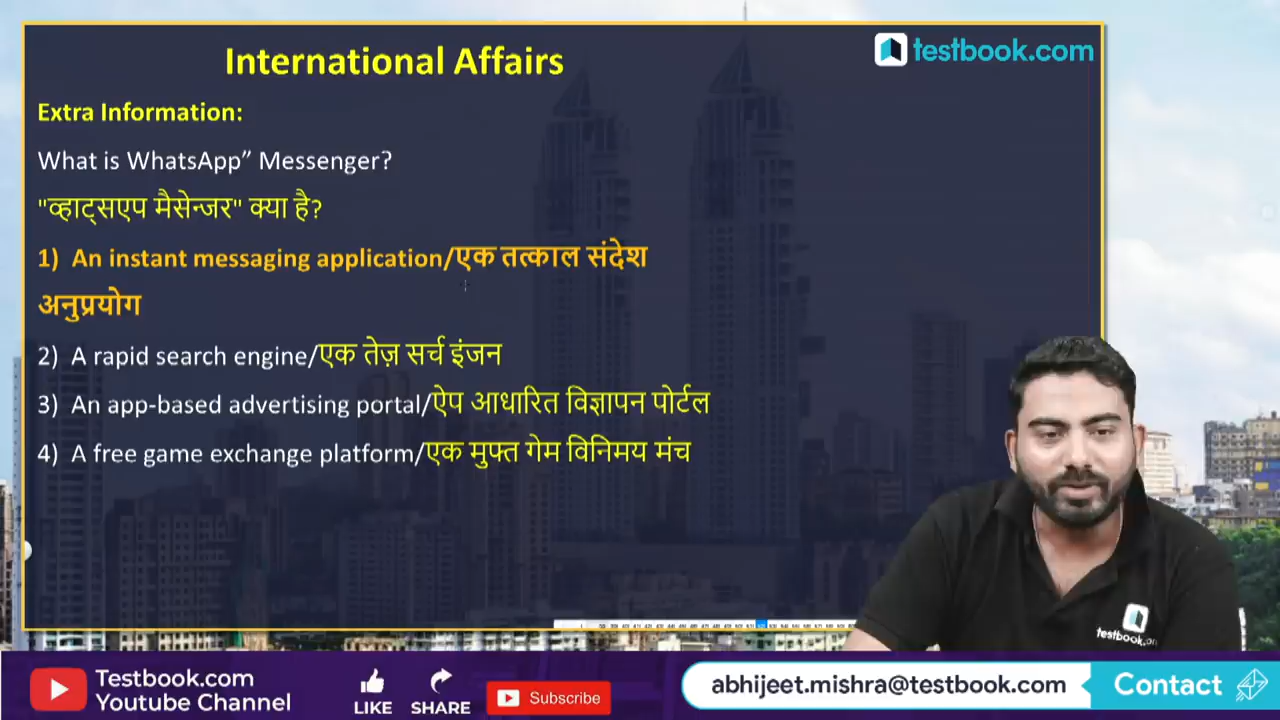 International Affairs
testbook.com
Extra Information:
What is WhatsApp” Messenger?
"व्हाट्सएप मैसेन्जर" क्या है?
1) An instant messaging application/एक तत्काल संदेश
अनुप्रयोग
2) A rapid search engine/एक तेज़ सर्च इंजन
3) An app-based advertising portal/ऐप आधारित विज्ञापन पोर्टल
4) A free game exchange platform/एक मुफ्त गेम विनिमय मंच
Testbook.com
Youtube Channel
LIKE
SHARE
Subscribe
abhijeet.mishra@testbook.com
Contact